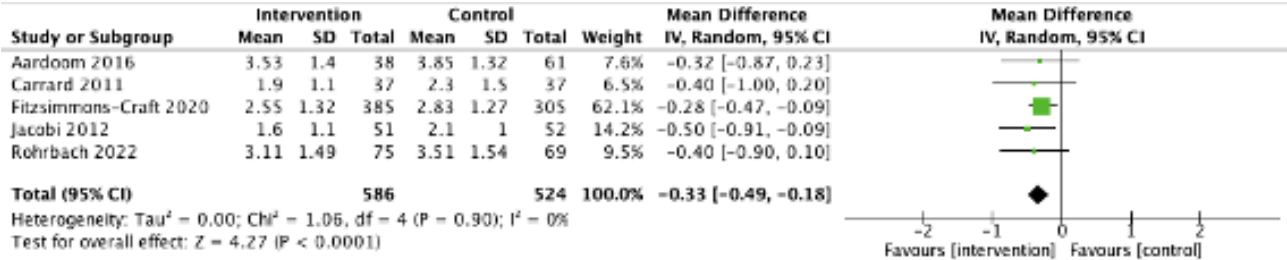 Intervention Control Mean Difference Mean Difference
Study or Subgroup Mean SD Total Mean SD Total Weight IV, Random, 95% CI IV, Random, 95% CI
Aardoom 2016 3.53 1.4 38 3.85 1.32 61 7.6% -0.32 [-0.87, 0.23]
Carrard 2011 1.9 1.1 37 2.3 1.5 37 6.5% -0.40 [-1.00, 0.20]
Fitzsimmons-Craft 2020 2.55 1.32 385 2.83 1.27 305 62.1% -0.28 [-0.47, -0.09]
Jacobi 2012 1.6 1.1 51 2.1 1 52 14.2% -0.50 [-0.91, -0.09]
Rohrbach 2022 3.11 1.49 75 3.51 1.54 69 9.5% -0.40 [-0.90, 0.10]
Total (95% CI) 586 524 100.0% -0.33 [-0.49, -0.18]
Heterogeneity: Tau² = 0.00; Chi² = 1.06, df = 4 (P = 0.90); I² = 0%
Test for overall effect: Z = 4.27 (P < 0.0001)
-2 -1 0 1 2
Favours [intervention] Favours [control]